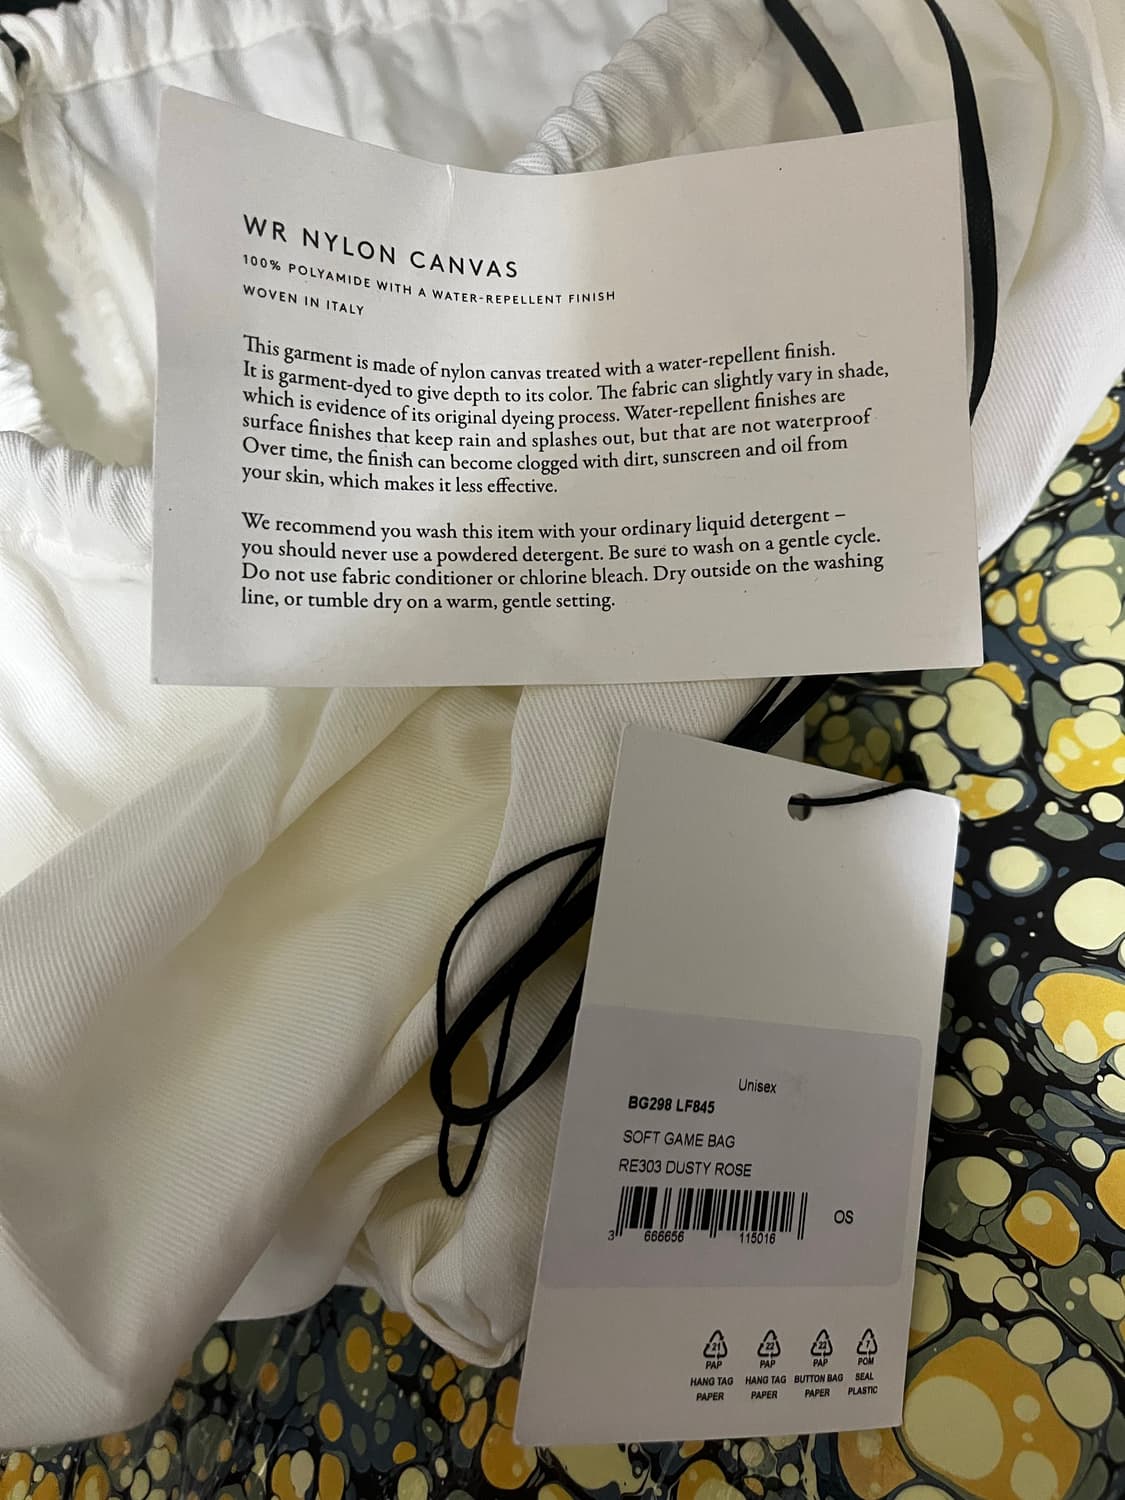 WR NYLON CANVAS
100% POLYAMIDE WITH A WATER-REPELLENT FINISH
WOVEN IN ITALY
This garment is made of nylon canvas treated with a water-repellent finish.
It is garment-dyed to give depth to its color. The fabric can slightly vary in shade,
which is evidence of its original dyeing process. Water-repellent finishes are
surface finishes that keep rain and splashes out, but that are not waterproof
Over time, the finish can become clogged with dirt, sunscreen and oil from
your skin, which makes it less effective.
We recommend you wash this item with your ordinary liquid detergent –
you should never use a powdered detergent. Be sure to wash on a gentle cycle.
Do not use fabric conditioner or chlorine bleach. Dry outside on the washing
line, or tumble dry on a warm, gentle setting.
Unisex
BG298 LF845
SOFT GAME BAG
RE303 DUSTY ROSE
OS
3 666656 115016
21 22 22 7
PAP PAP PAP POM
HANG TAG HANG TAG BUTTON BAG SEAL
PAPER PAPER PAPER PLASTIC